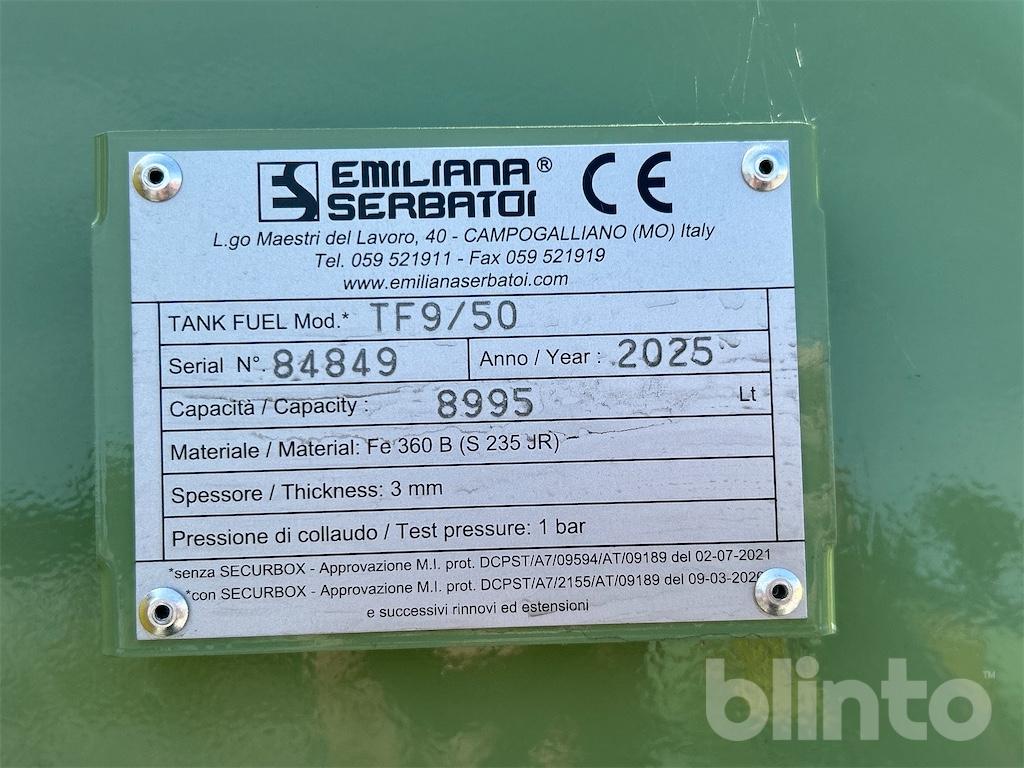 EMILIANA®
SERBATOI
CE
L.go Maestri del Lavoro, 40 - CAMPOGALLIANO (MO) Italy
Tel. 059 521911 - Fax 059 521919
www.emilianaserbatoi.com
TANK FUEL Mod.* TF9/50
Serial N°. 84849 Anno / Year : 2025
Capacità / Capacity : 8995 Lt
Materiale / Material: Fe 360 B (S 235 JR)
Spessore / Thickness: 3 mm
Pressione di collaudo / Test pressure: 1 bar
*senza SECURBOX - Approvazione M.I. prot. DCPST/A7/09594/AT/09189 del 02-07-2021
*con SECURBOX - Approvazione M.I. prot. DCPST/A7/2155/AT/09189 del 09-03-2020
e successivi rinnovi ed estensioni
blinto™